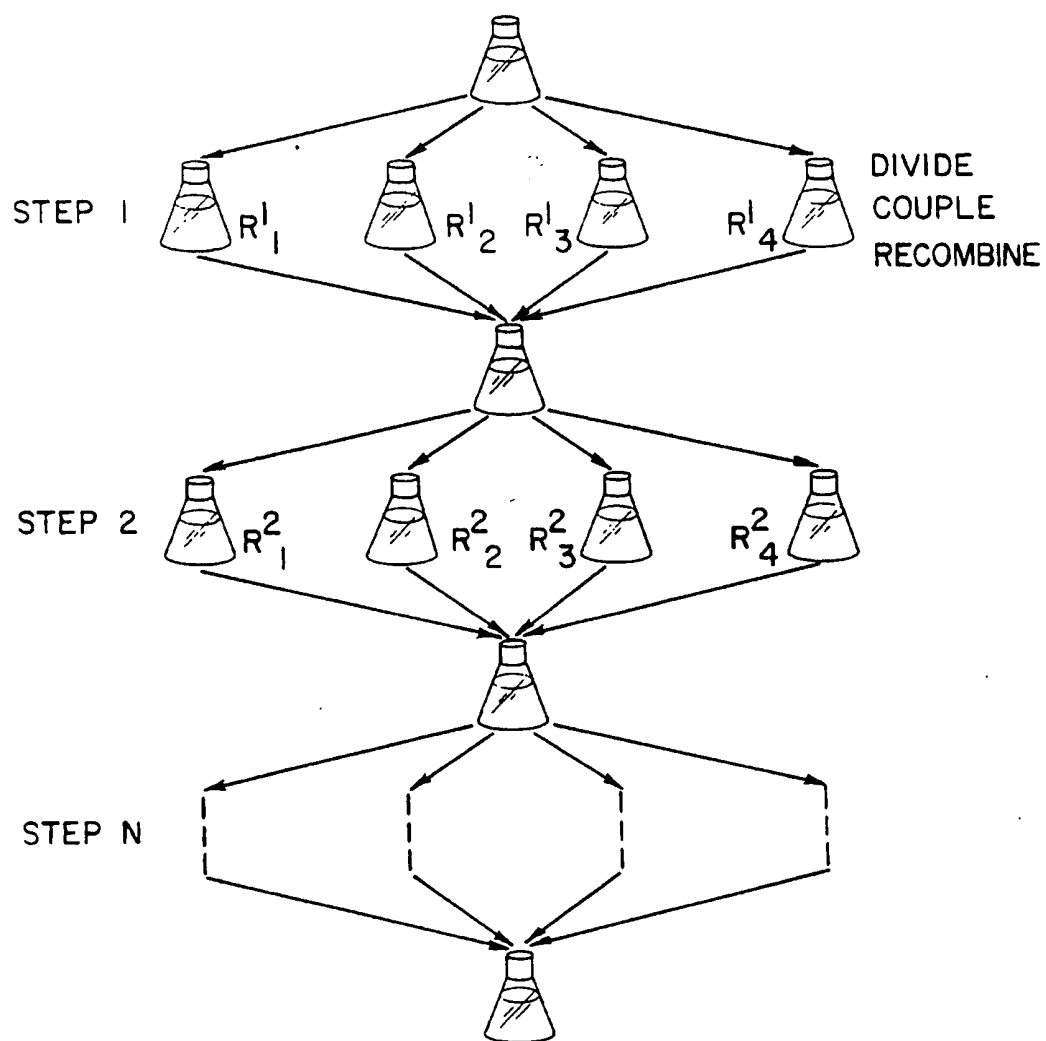 DIVIDE
STEP 1 R¹₁ R¹₂ R¹₃ R¹₄ COUPLE
RECOMBINE
STEP 2 R²₁ R²₂ R²₃ R²₄
STEP N